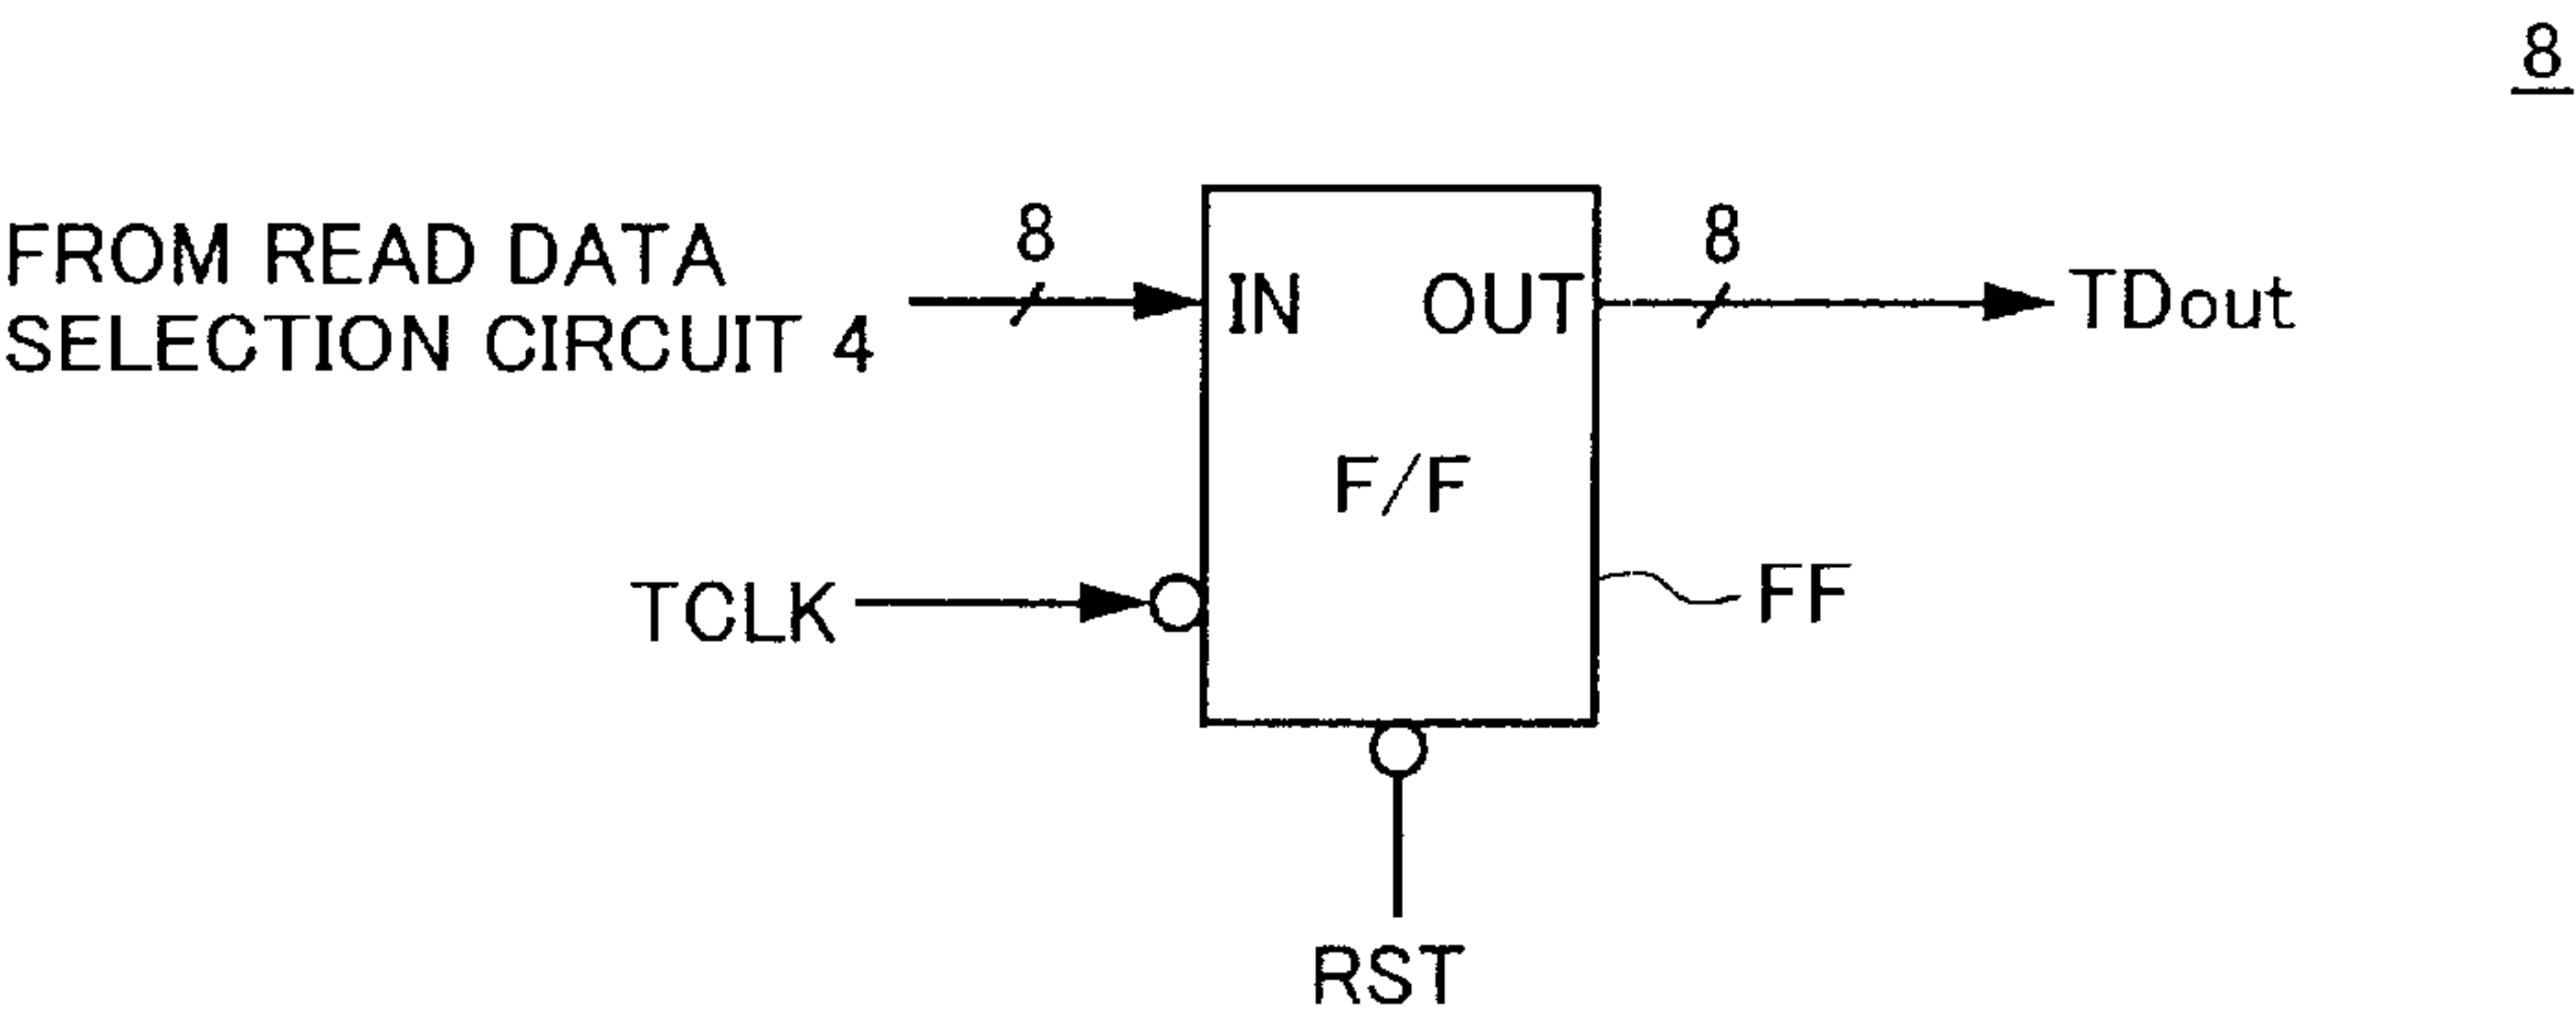 8
FROM READ DATA
SELECTION CIRCUIT 4
8
IN
OUT
8
TDout
F/F
TCLK
FF
RST